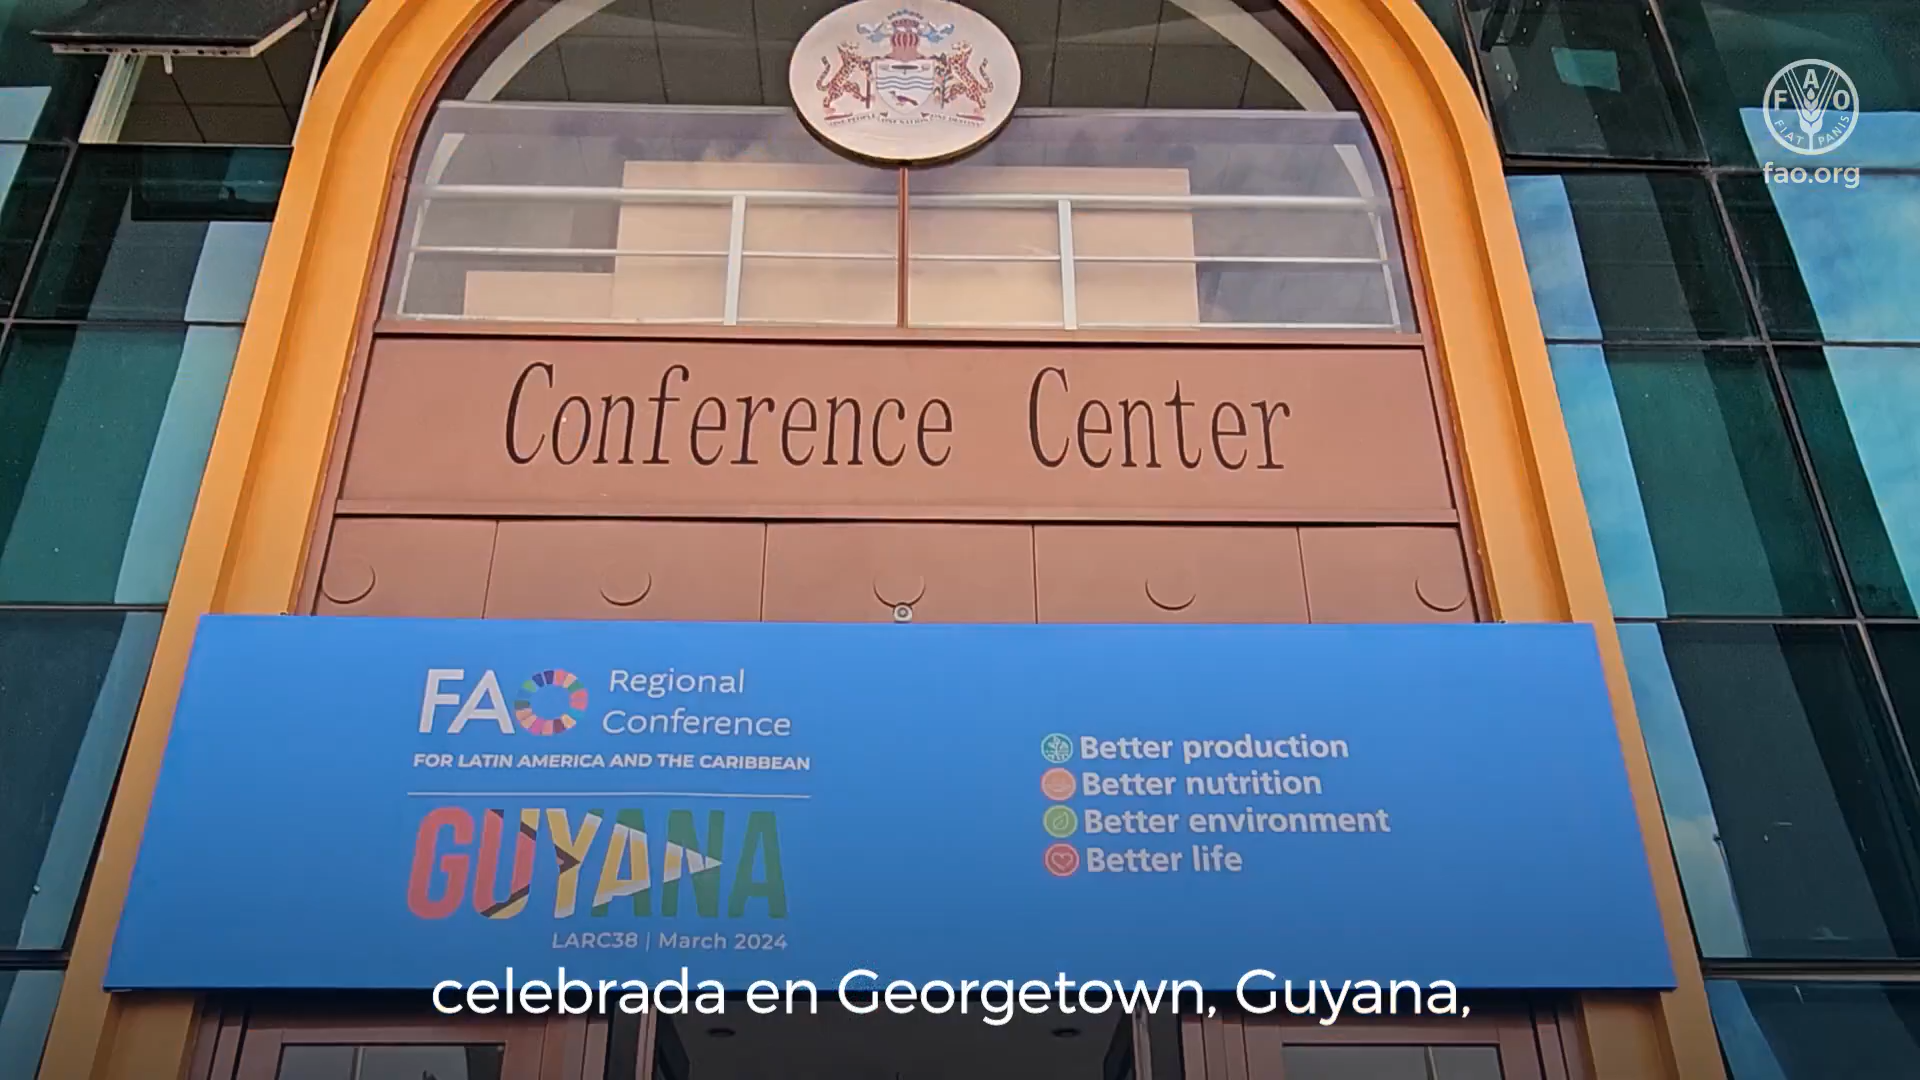 FAO
FIAT PANIS
fao.org
Conference Center
FAO Regional
Conference
FOR LATIN AMERICA AND THE CARIBBEAN
GUYANA
LARC38 | March 2024
Better production
Better nutrition
Better environment
Better life
celebrada en Georgetown, Guyana,